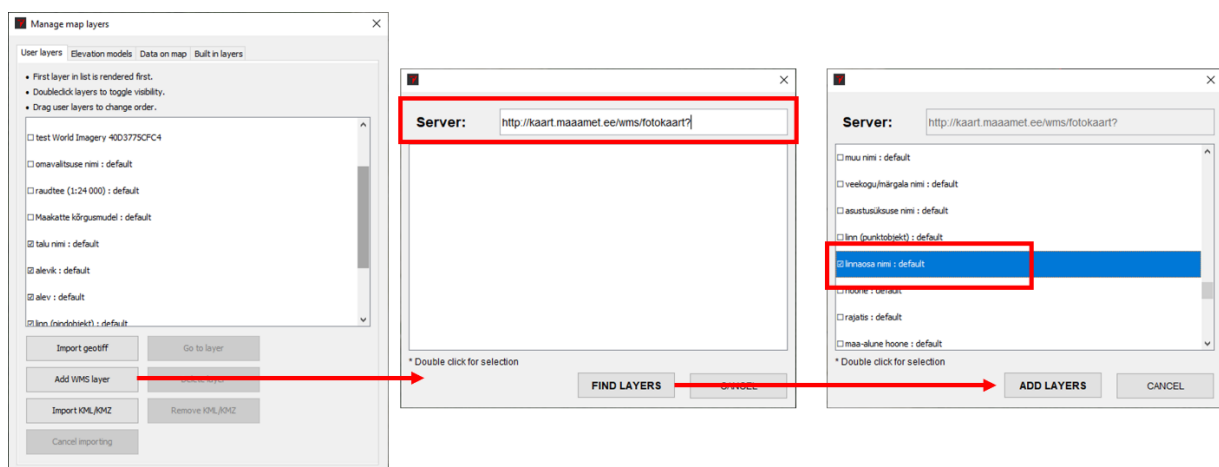 Manage map layers
User layers Elevation models Data on map Built in layers
• First layer in list is rendered first.
• Doubleclick layers to toggle visibility.
• Drag user layers to change order.
test World Imagery 40D3775CFC4
omavalitsuse nimi : default
raudtee (1:24 000) : default
Maakatte kõrgusmudel : default
talu nimi : default
alevik : default
alev : default
linn (pindobjekt) : default
Import geotiff Go to layer
Add WMS layer Delete layer
Import KML/KMZ Remove KML/KMZ
Cancel importing
Server: http://kaart.maaamet.ee/wms/fotokaart?
* Double click for selection
FIND LAYERS CANCEL
Server: http://kaart.maaamet.ee/wms/fotokaart?
muu nimi : default
veekogu/märgala nimi : default
asustusüksuse nimi : default
linn (punktobjekt) : default
linnaosa nimi : default
hoone : default
rajatis : default
maa-alune hoone : default
* Double click for selection
ADD LAYERS CANCEL